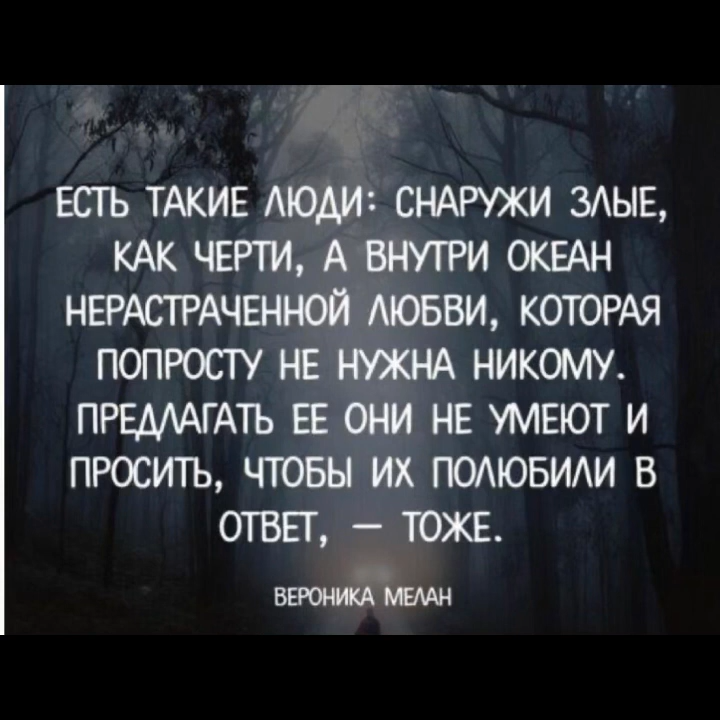 ЕСТЬ ТАКИЕ ЛЮДИ: СНАРУЖИ ЗЛЫЕ,
КАК ЧЕРТИ, А ВНУТРИ ОКЕАН
НЕРАСТРАЧЕННОЙ ЛЮБВИ, КОТОРАЯ
ПОПРОСТУ НЕ НУЖНА НИКОМУ.
ПРЕДЛАГАТЬ ЕЕ ОНИ НЕ УМЕЮТ И
ПРОСИТЬ, ЧТОБЫ ИХ ПОЛЮБИЛИ В
ОТВЕТ, — ТОЖЕ.
ВЕРОНИКА МЕЛАН